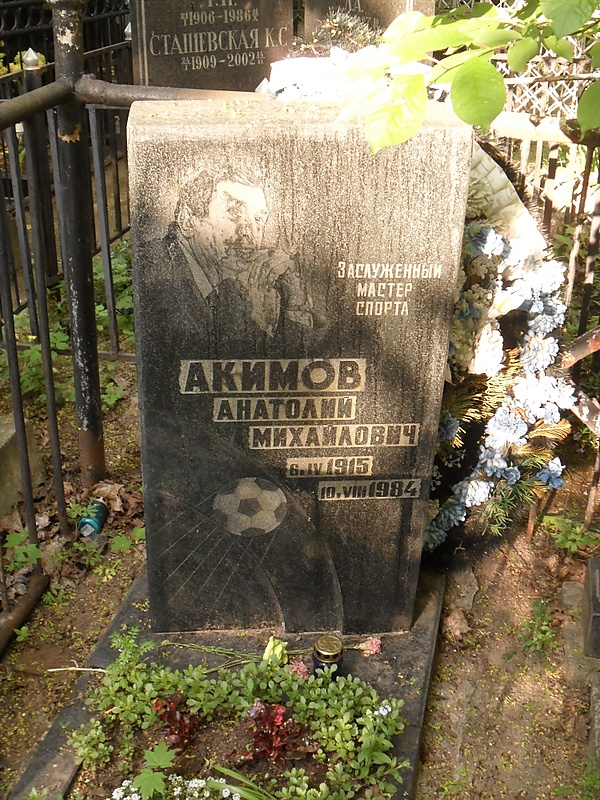 1906-1986
СТАШЕВСКАЯ К.С.
1909-2002
ЗАСЛУЖЕННЫЙ
МАСТЕР
СПОРТА
АКИМОВ
АНАТОЛИЙ
МИХАЙЛОВИЧ
6.IV 1915
10.VIII 1984